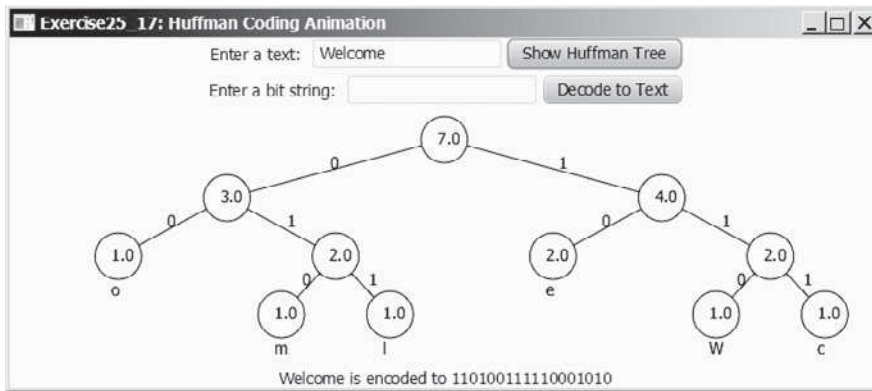 Exercise25_17: Huffman Coding Animation
Enter a text: Welcome Show Huffman Tree
Enter a bit string: Decode to Text
7.0
0 1
3.0 4.0
0 1 0 1
1.0 2.0 2.0 2.0
o 0 1 e 0 1
1.0 1.0 1.0 1.0
m l W c
Welcome is encoded to 110100111110001010